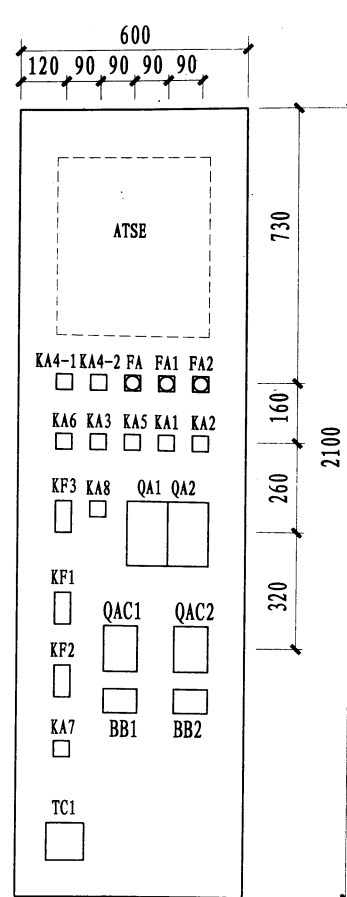 600
120 90 90 90 90
ATSE
730
KA4-1 KA4-2 FA FA1 FA2
160
KA6 KA3 KA5 KA1 KA2
2100
260
KF3 KA8 QA1 QA2
320
KF1
QAC1 QAC2
KF2
KA7 BB1 BB2
TC1